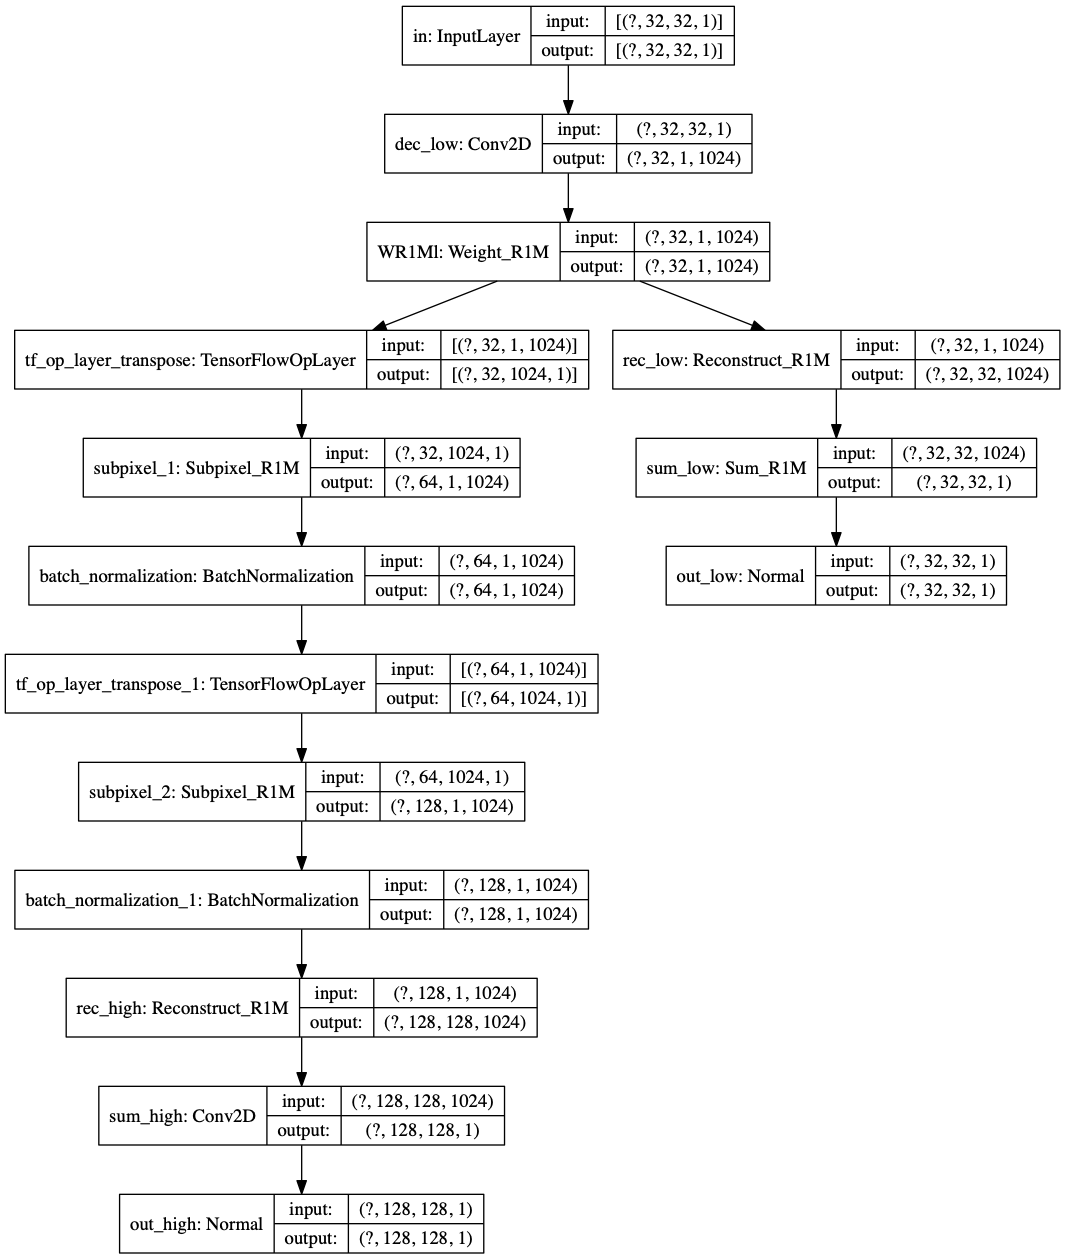 in: InputLayer
input: [(?, 32, 32, 1)]
output: [(?, 32, 32, 1)]
dec_low: Conv2D
input: (?, 32, 32, 1)
output: (?, 32, 1, 1024)
WR1Ml: Weight_R1M
input: (?, 32, 1, 1024)
output: (?, 32, 1, 1024)
tf_op_layer_transpose: TensorFlowOpLayer
input: [(?, 32, 1, 1024)]
output: [(?, 32, 1024, 1)]
rec_low: Reconstruct_R1M
input: (?, 32, 1, 1024)
output: (?, 32, 32, 1024)
subpixel_1: Subpixel_R1M
input: (?, 32, 1024, 1)
output: (?, 64, 1, 1024)
sum_low: Sum_R1M
input: (?, 32, 32, 1024)
output: (?, 32, 32, 1)
batch_normalization: BatchNormalization
input: (?, 64, 1, 1024)
output: (?, 64, 1, 1024)
out_low: Normal
input: (?, 32, 32, 1)
output: (?, 32, 32, 1)
tf_op_layer_transpose_1: TensorFlowOpLayer
input: [(?, 64, 1, 1024)]
output: [(?, 64, 1024, 1)]
subpixel_2: Subpixel_R1M
input: (?, 64, 1024, 1)
output: (?, 128, 1, 1024)
batch_normalization_1: BatchNormalization
input: (?, 128, 1, 1024)
output: (?, 128, 1, 1024)
rec_high: Reconstruct_R1M
input: (?, 128, 1, 1024)
output: (?, 128, 128, 1024)
sum_high: Conv2D
input: (?, 128, 128, 1024)
output: (?, 128, 128, 1)
out_high: Normal
input: (?, 128, 128, 1)
output: (?, 128, 128, 1)